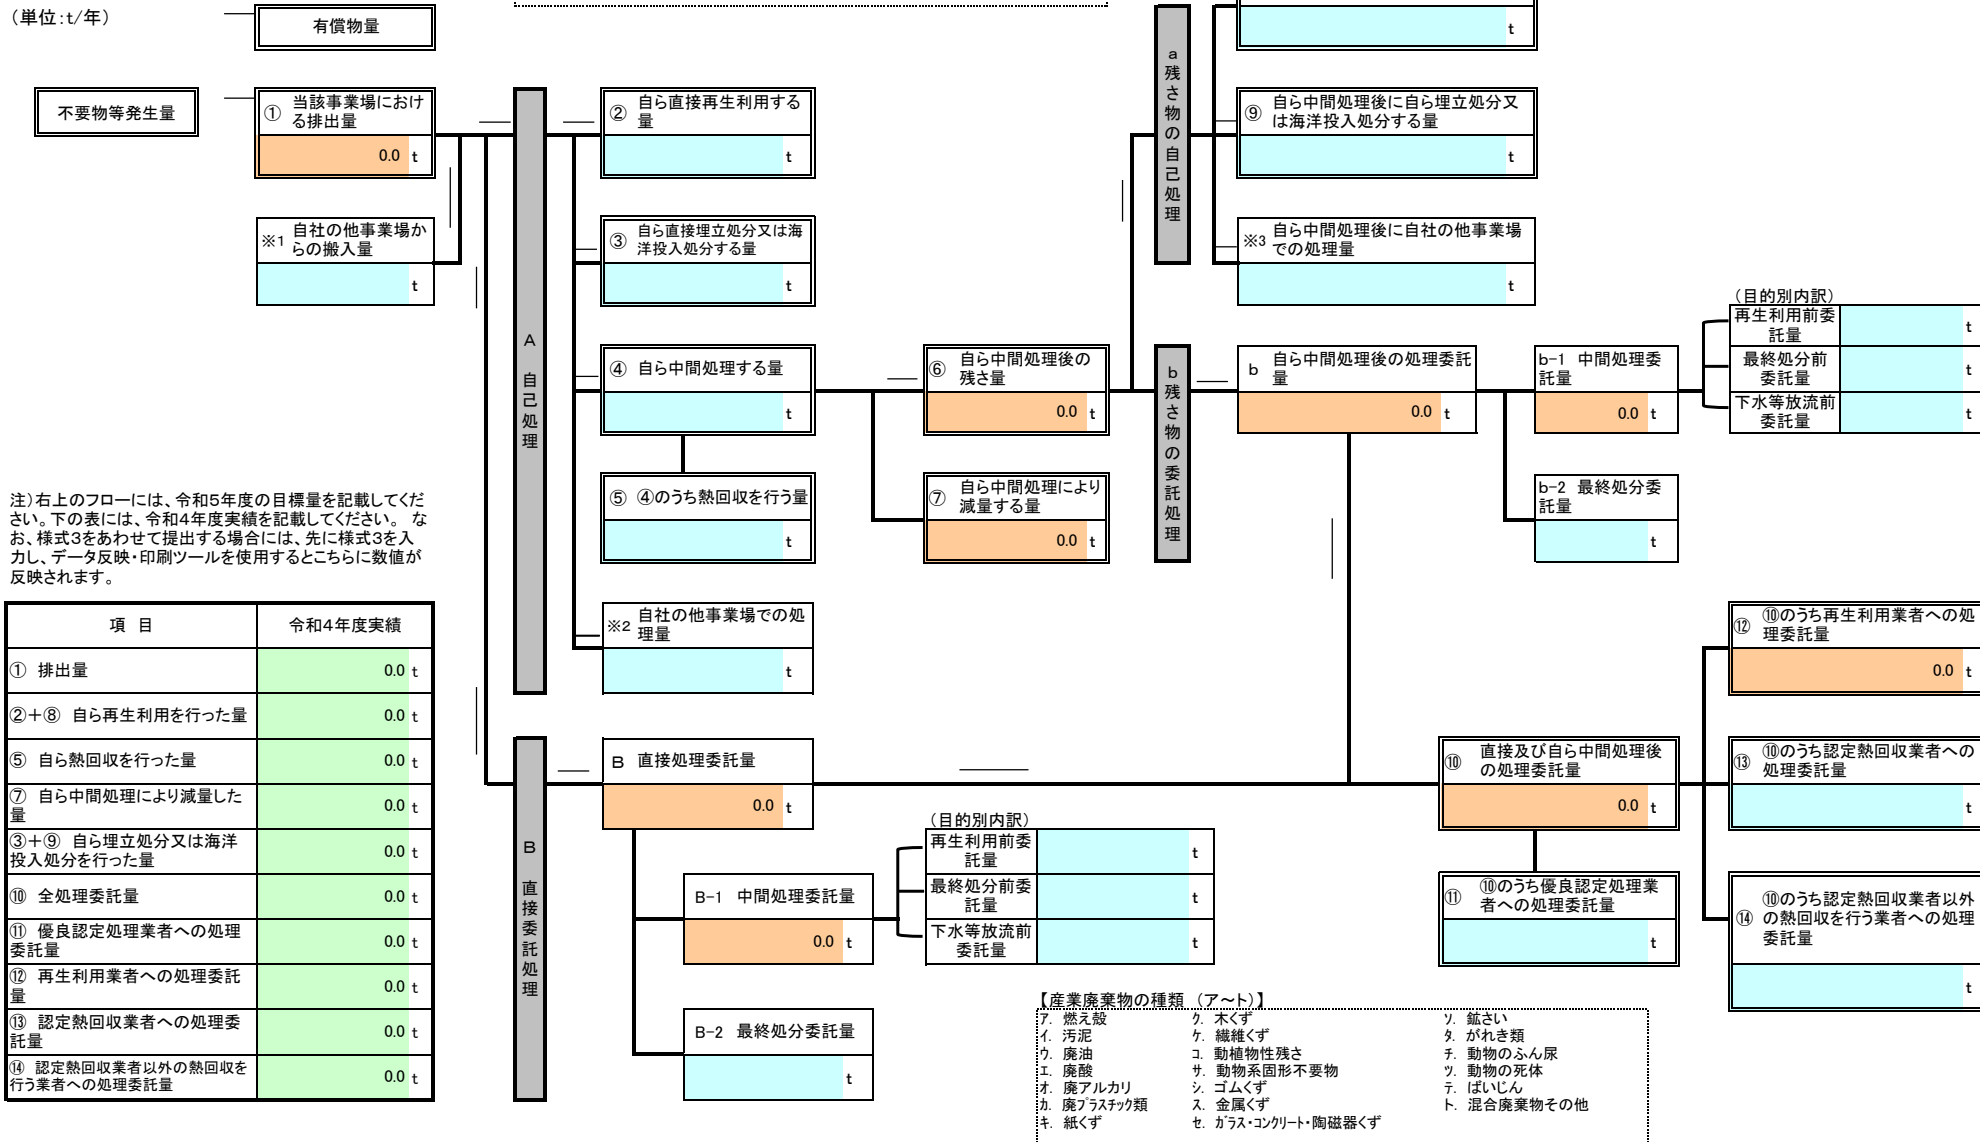 （単位：t/年）
有償物量
t
不要物等発生量
① 当該事業場におけ
る排出量
0.0 t
※1 自社の他事業場か
らの搬入量
t
A 自己処理
② 自ら直接再生利用する
量
t
③ 自ら直接埋立処分又は海
洋投入処分する量
t
④ 自ら中間処理する量
t
⑤ ④のうち熱回収を行う量
t
※2 自社の他事業場での処
理量
t
⑥ 自ら中間処理後の
残さ量
0.0 t
⑦ 自ら中間処理により
減量する量
0.0 t
a 残さ物の自己処理
⑨ 自ら中間処理後に自ら埋立処分又
は海洋投入処分する量
t
※3 自ら中間処理後に自社の他事業場
での処理量
t
b 残さ物の委託処理
b 自ら中間処理後の処理委託
量
0.0 t
b-1 中間処理委
託量
0.0 t
（目的別内訳）
再生利用前委
託量
t
最終処分前
委託量
t
下水等放流前
委託量
t
b-2 最終処分委
託量
t
注）右上のフローには、令和５年度の目標量を記載してくだ
さい。下の表には、令和４年度実績を記載してください。 な
お、様式３をあわせて提出する場合には、先に様式３を入
力し、データ反映・印刷ツールを使用するとこちらに数値が
反映されます。
項 目 令和４年度実績
① 排出量 0.0 t
②＋⑧ 自ら再生利用を行った量 0.0 t
⑤ 自ら熱回収を行った量 0.0 t
⑦ 自ら中間処理により減量した
量 0.0 t
③＋⑨ 自ら埋立処分又は海洋
投入処分を行った量 0.0 t
⑩ 全処理委託量 0.0 t
⑪ 優良認定処理業者への処理
委託量 0.0 t
⑫ 再生利用業者への処理委託
量 0.0 t
⑬ 認定熱回収業者への処理委
託量 0.0 t
⑭ 認定熱回収業者以外の熱回収を
行う業者への処理委託量 0.0 t
B 直接委託処理
B 直接処理委託量
0.0 t
B-1 中間処理委託量
0.0 t
（目的別内訳）
再生利用前委
託量
t
最終処分前委
託量
t
下水等放流前
委託量
t
B-2 最終処分委託量
t
⑩ 直接及び自ら中間処理後
の処理委託量
0.0 t
⑪ ⑩のうち優良認定処理業
者への処理委託量
t
⑫ ⑩のうち再生利用業者への処
理委託量
0.0 t
⑬ ⑩のうち認定熱回収業者への
処理委託量
t
⑭ ⑩のうち認定熱回収業者以外
の熱回収を行う業者への処理
委託量
t
【産業廃棄物の種類 （ア～ト）】
ア. 燃え殻
イ. 汚泥
ウ. 廃油
エ. 廃酸
オ. 廃アルカリ
カ. 廃プラスチック類
キ. 紙くず
ク. 木くず
ケ. 繊維くず
コ. 動植物性残さ
サ. 動物系固形不要物
シ. ゴムくず
ス. 金属くず
セ. ガラス・コンクリート・陶磁器くず
ソ. 鉱さい
タ. がれき類
チ. 動物のふん尿
ツ. 動物の死体
テ. ばいじん
ト. 混合廃棄物その他